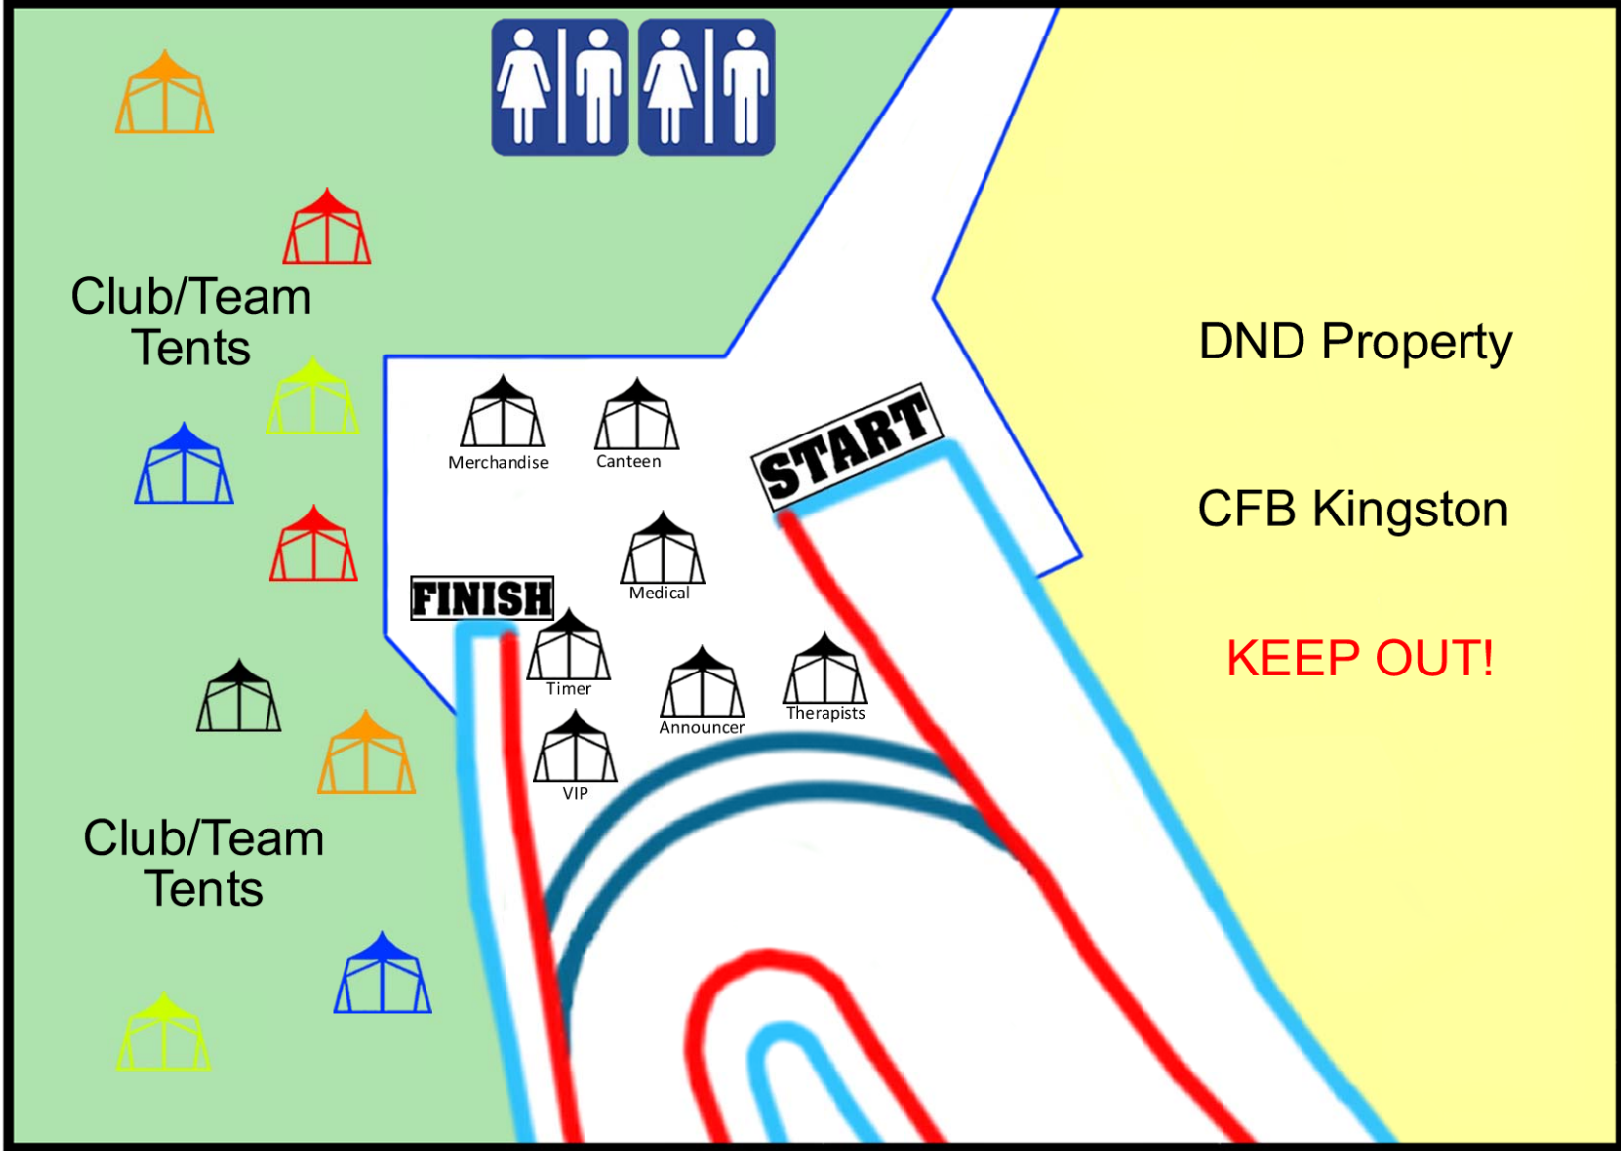 Club/Team
Tents
Merchandise
Canteen
START
DND Property
CFB Kingston
KEEP OUT!
Medical
FINISH
Timer
Announcer
Therapists
VIP
Club/Team
Tents